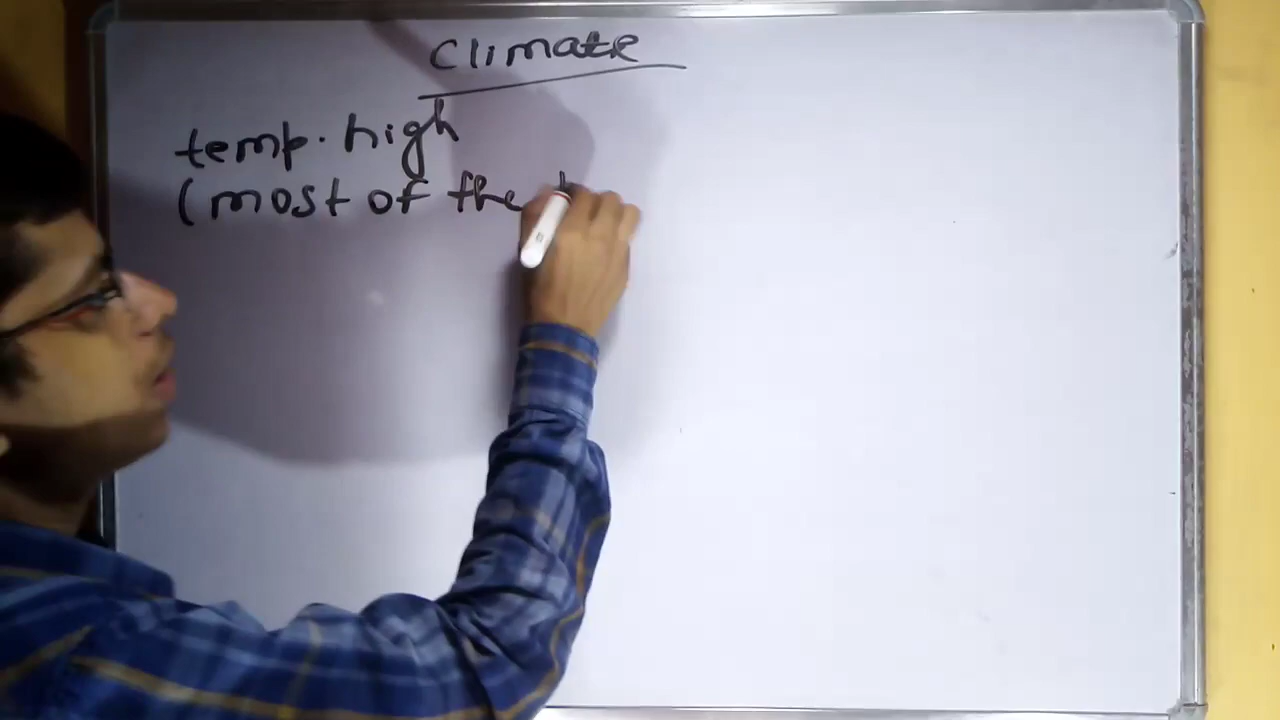 Climate
temp. high
(most of the